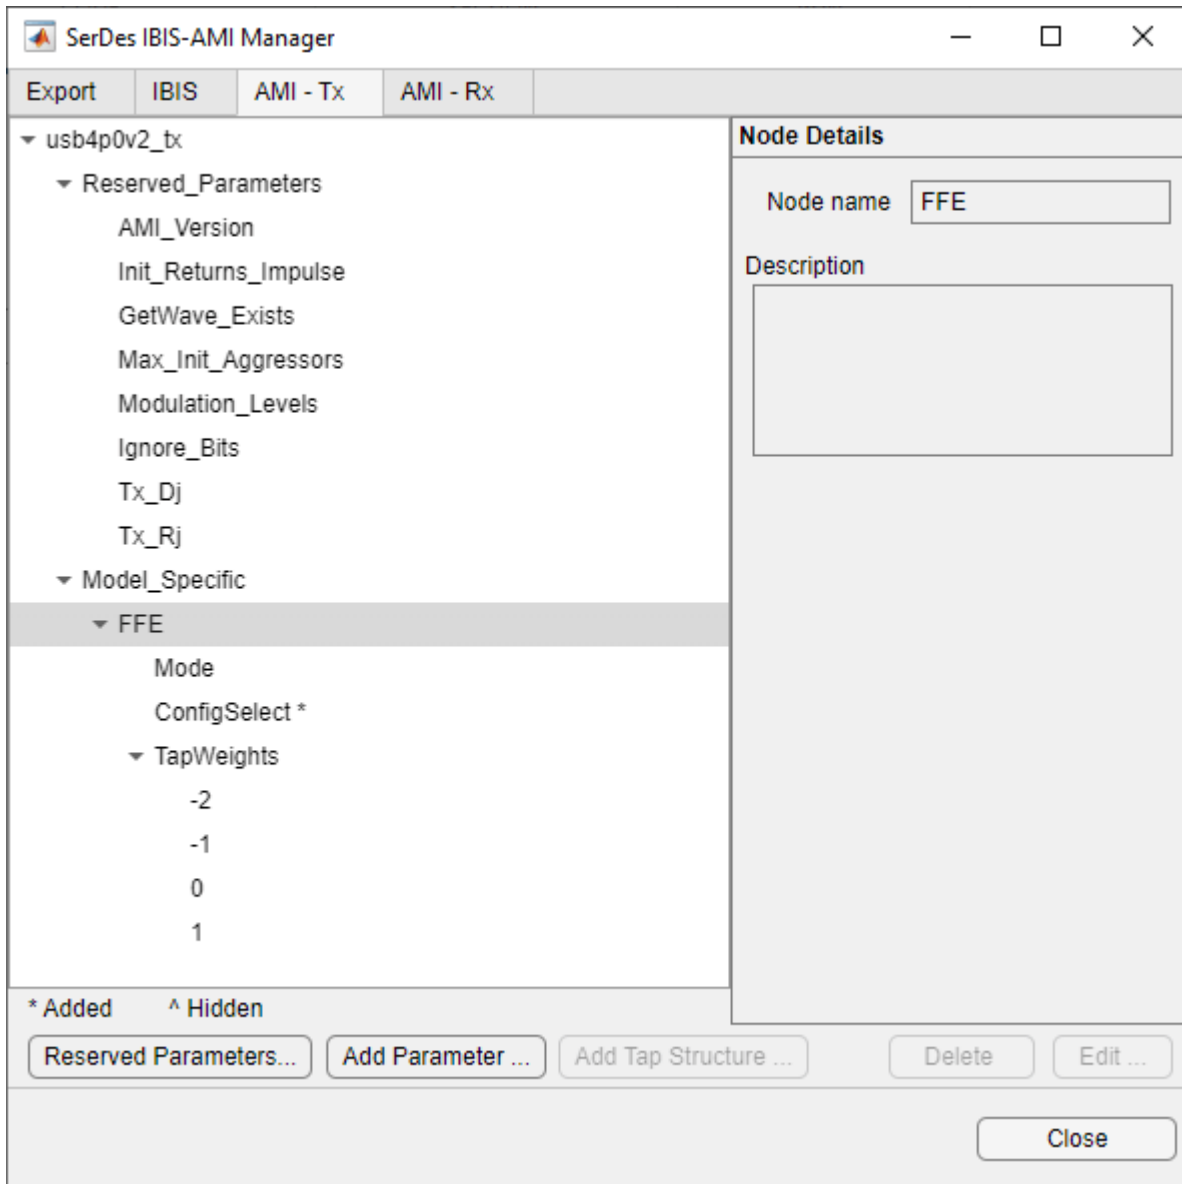 SerDes IBIS-AMI Manager
Export IBIS AMI - Tx AMI - Rx
usb4p0v2_tx
Reserved_Parameters
AMI_Version
Init_Returns_Impulse
GetWave_Exists
Max_Init_Aggressors
Modulation_Levels
Ignore_Bits
Tx_Dj
Tx_Rj
Model_Specific
FFE
Mode
ConfigSelect *
TapWeights
-2
-1
0
1
* Added ^ Hidden
Node Details
Node name FFE
Description
Reserved Parameters... Add Parameter ... Add Tap Structure ... Delete Edit ...
Close